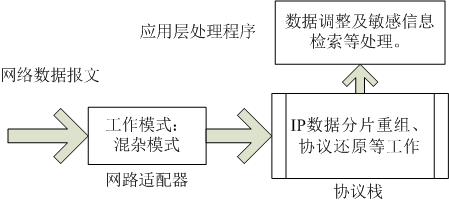 应用层处理程序
数据调整及敏感信息
检索等处理。
网络数据报文
工作模式：
混杂模式
网路适配器
IP数据分片重组、
协议还原等工作
协议栈